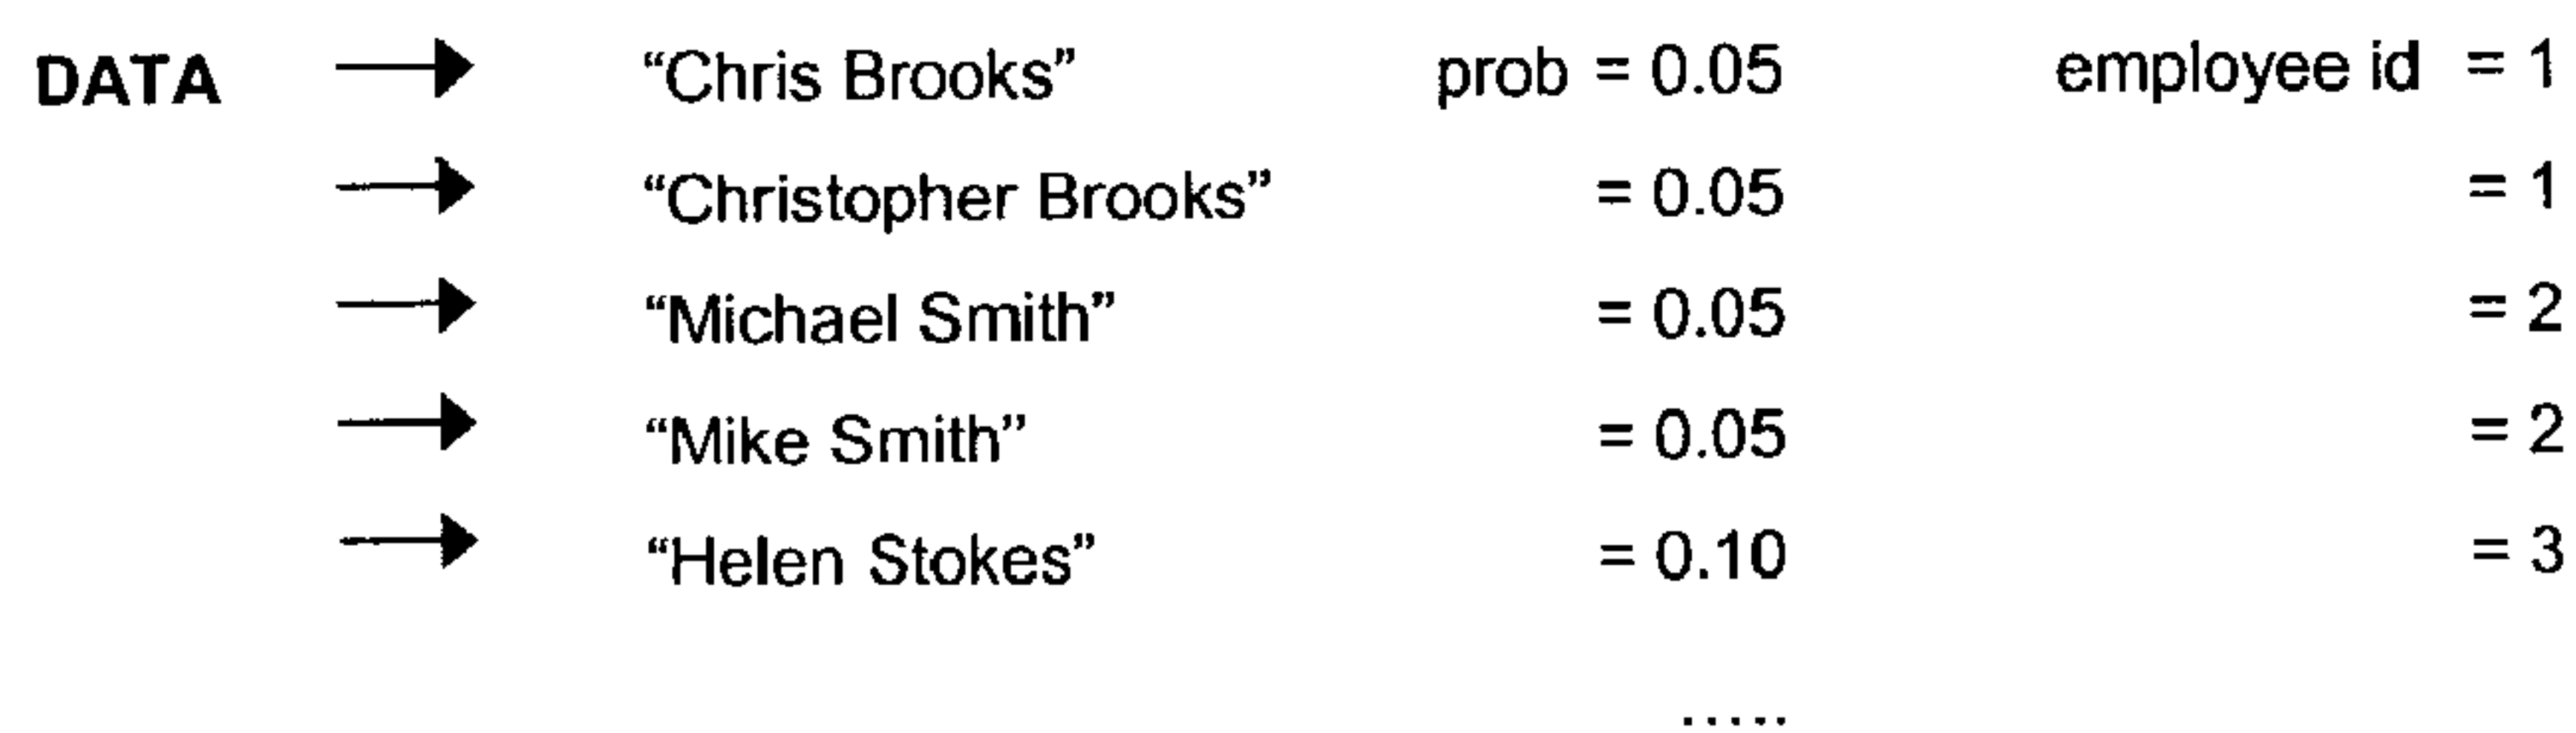 DATA → “Chris Brooks” prob = 0.05 employee id = 1
→ “Christopher Brooks” = 0.05 = 1
→ “Michael Smith” = 0.05 = 2
→ “Mike Smith” = 0.05 = 2
→ “Helen Stokes” = 0.10 = 3
.....